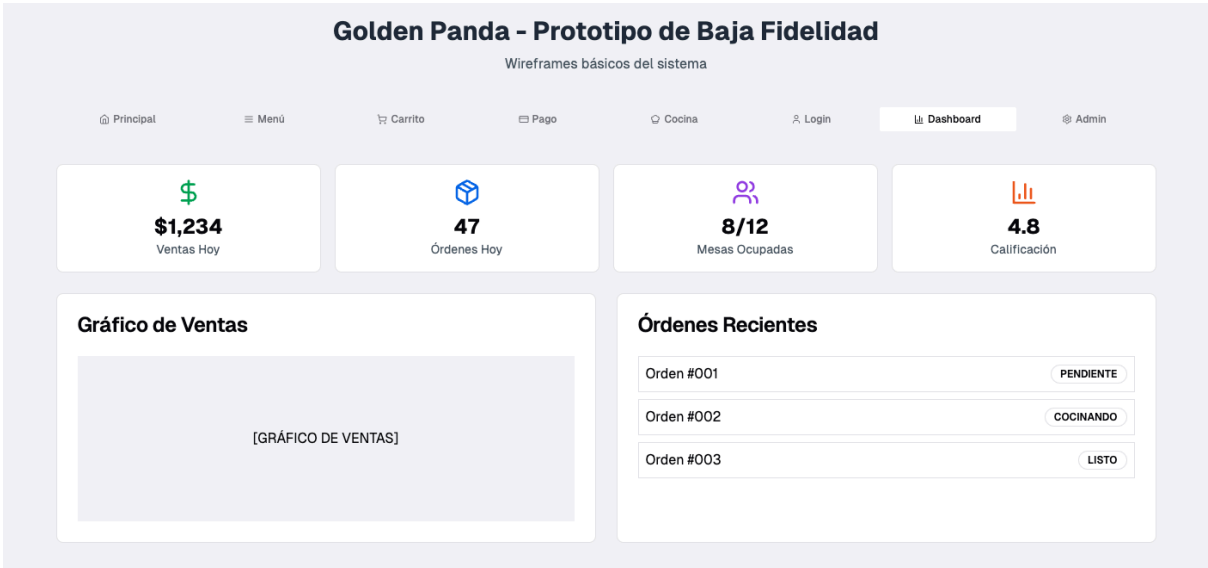 Golden Panda - Prototipo de Baja Fidelidad
Wireframes básicos del sistema
Principal Menú Carrito Pago Cocina Login Dashboard Admin
$1,234
Ventas Hoy
47
Órdenes Hoy
8/12
Mesas Ocupadas
4.8
Calificación
Gráfico de Ventas
[GRÁFICO DE VENTAS]
Órdenes Recientes
Orden #001 PENDIENTE
Orden #002 COCINANDO
Orden #003 LISTO